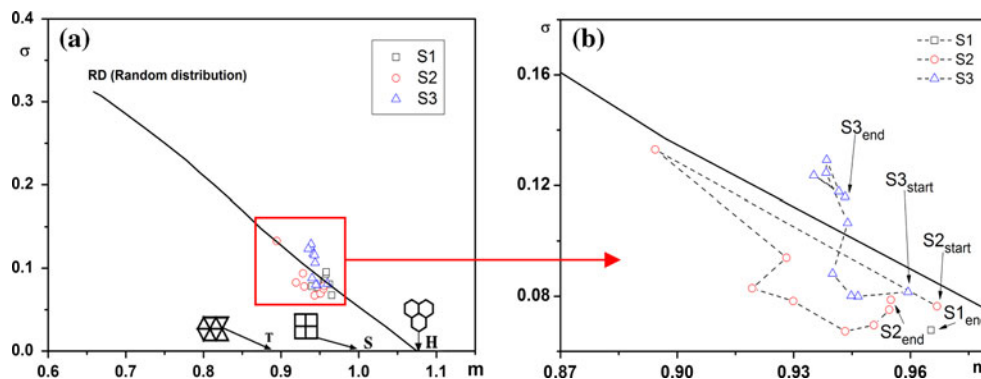 0.4
σ
(a)
S1
S2
S3
RD (Random distribution)
0.3
0.2
0.1
0.0
T
S
H
0.5
0.6
0.7
0.8
0.9
1.0
m
1.1
σ
(b)
S1
S2
S3
0.16
0.12
0.08
S3end
S3start
S2start
S1end
S2end
0.87
0.90
0.93
0.96